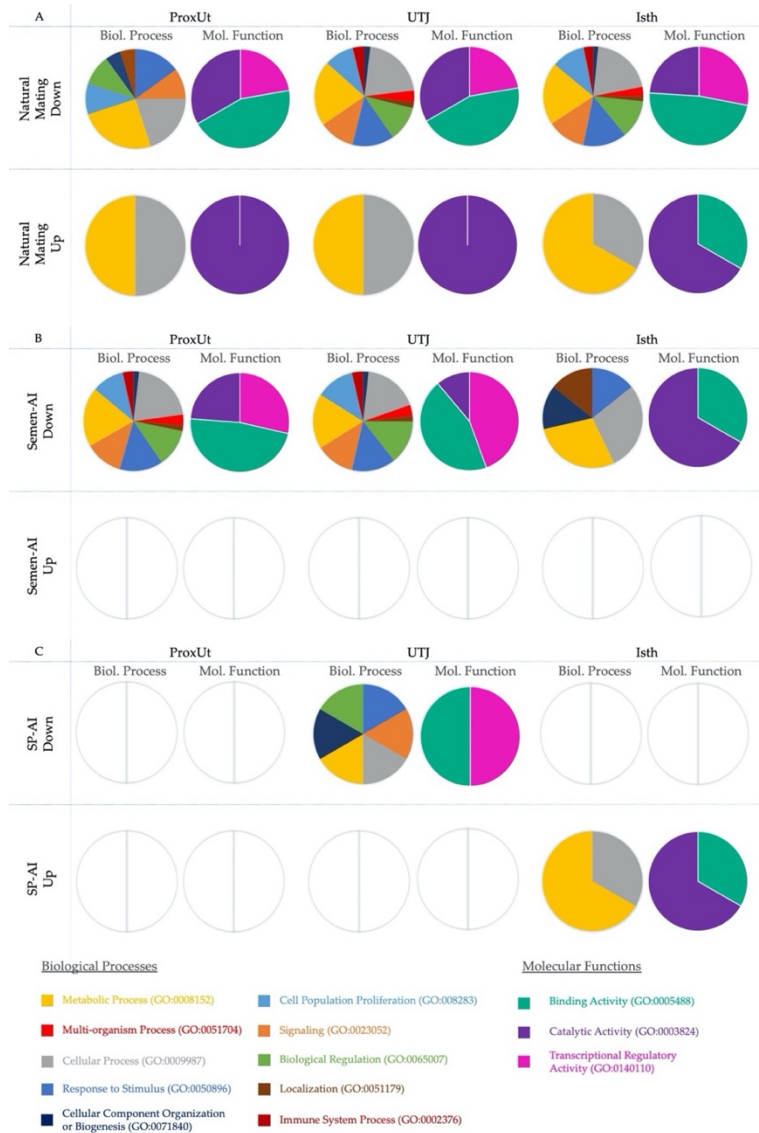 A
ProxUt UTJ Isth
Biol. Process Mol. Function Biol. Process Mol. Function Biol. Process Mol. Function
Natural
Mating
Down
Natural
Mating
Up
B
ProxUt UTJ Isth
Biol. Process Mol. Function Biol. Process Mol. Function Biol. Process Mol. Function
Semen-AI
Down
Semen-AI
Up
C
ProxUt UTJ Isth
Biol. Process Mol. Function Biol. Process Mol. Function Biol. Process Mol. Function
SP-AI
Down
SP-AI
Up
Biological Processes
Metabolic Process (GO:0008152)
Multi-organism Process (GO:0051704)
Cellular Process (GO:0009987)
Response to Stimulus (GO:0050896)
Cellular Component Organization
or Biogenesis (GO:0071840)
Cell Population Proliferation (GO:008283)
Signaling (GO:0023052)
Biological Regulation (GO:0065007)
Localization (GO:0051179)
Immune System Process (GO:0002376)
Molecular Functions
Binding Activity (GO:0005488)
Catalytic Activity (GO:0003824)
Transcriptional Regulatory
Activity (GO:0140110)